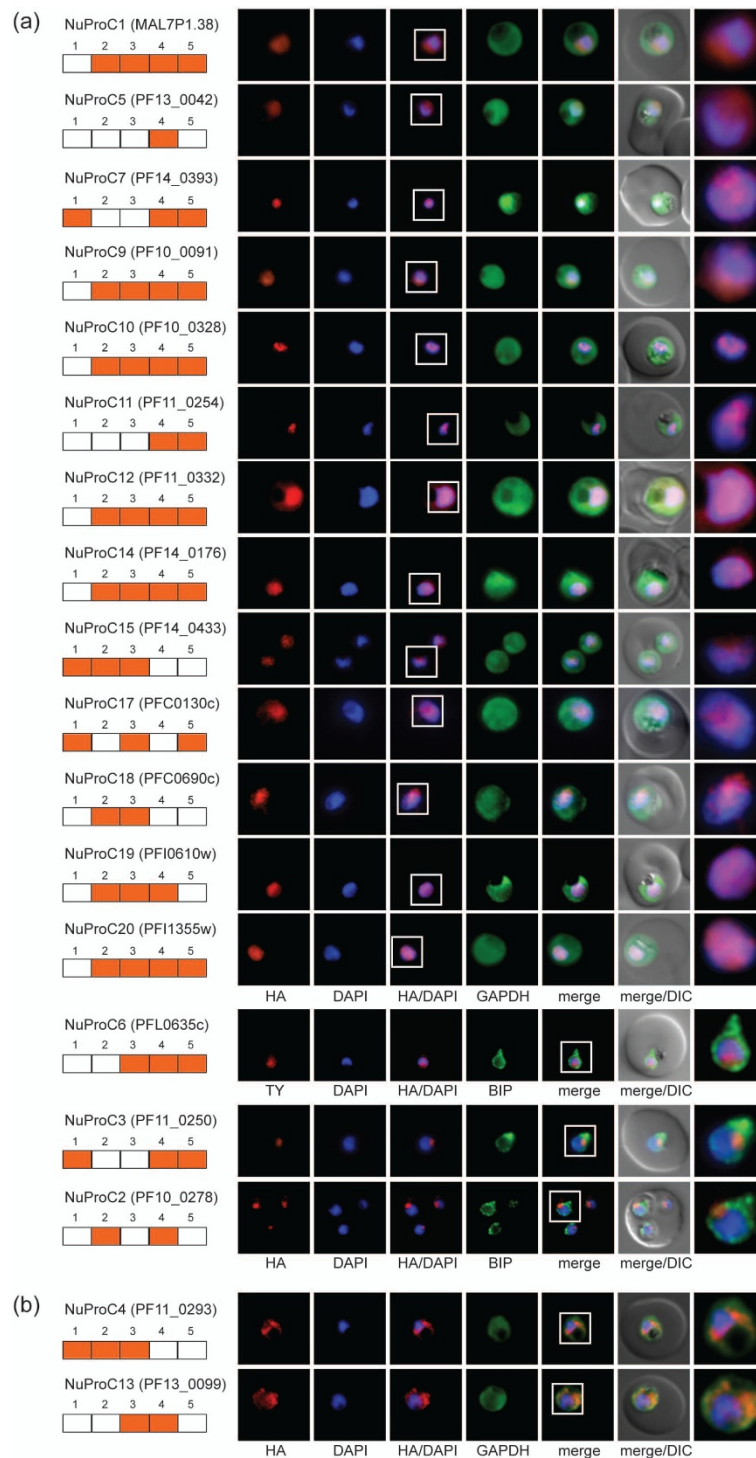 (a)
NuProC1 (MAL7P1.38)
1 2 3 4 5
NuProC5 (PF13_0042)
1 2 3 4 5
NuProC7 (PF14_0393)
1 2 3 4 5
NuProC9 (PF10_0091)
1 2 3 4 5
NuProC10 (PF10_0328)
1 2 3 4 5
NuProC11 (PF11_0254)
1 2 3 4 5
NuProC12 (PF11_0332)
1 2 3 4 5
NuProC14 (PF14_0176)
1 2 3 4 5
NuProC15 (PF14_0433)
1 2 3 4 5
NuProC17 (PFC0130c)
1 2 3 4 5
NuProC18 (PFC0690c)
1 2 3 4 5
NuProC19 (PFI0610w)
1 2 3 4 5
NuProC20 (PFI1355w)
1 2 3 4 5
HA DAPI HA/DAPI GAPDH merge merge/DIC
NuProC6 (PFL0635c)
1 2 3 4 5
TY DAPI HA/DAPI BIP merge merge/DIC
NuProC3 (PF11_0250)
1 2 3 4 5
NuProC2 (PF10_0278)
1 2 3 4 5
HA DAPI HA/DAPI BIP merge merge/DIC
(b)
NuProC4 (PF11_0293)
1 2 3 4 5
NuProC13 (PF13_0099)
1 2 3 4 5
HA DAPI HA/DAPI GAPDH merge merge/DIC